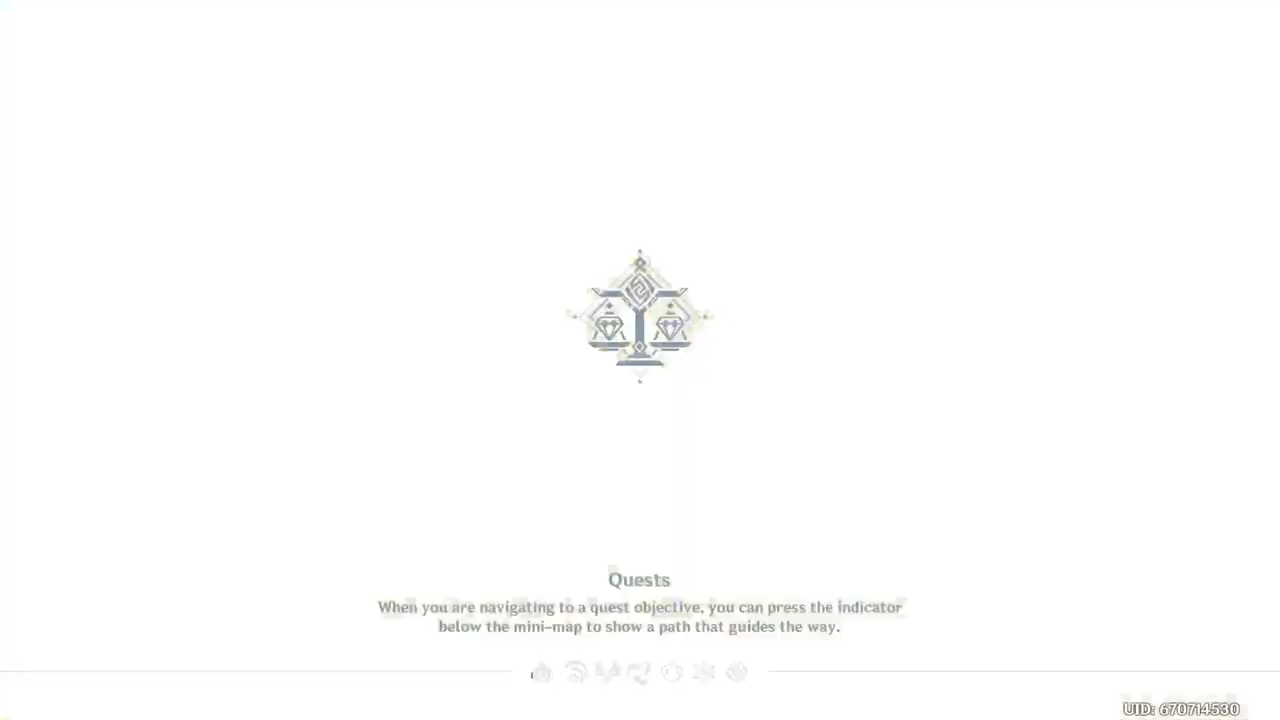 Quests
When you are navigating to a quest objective, you can press the indicator
below the mini-map to show a path that guides the way.
UID: 670714530